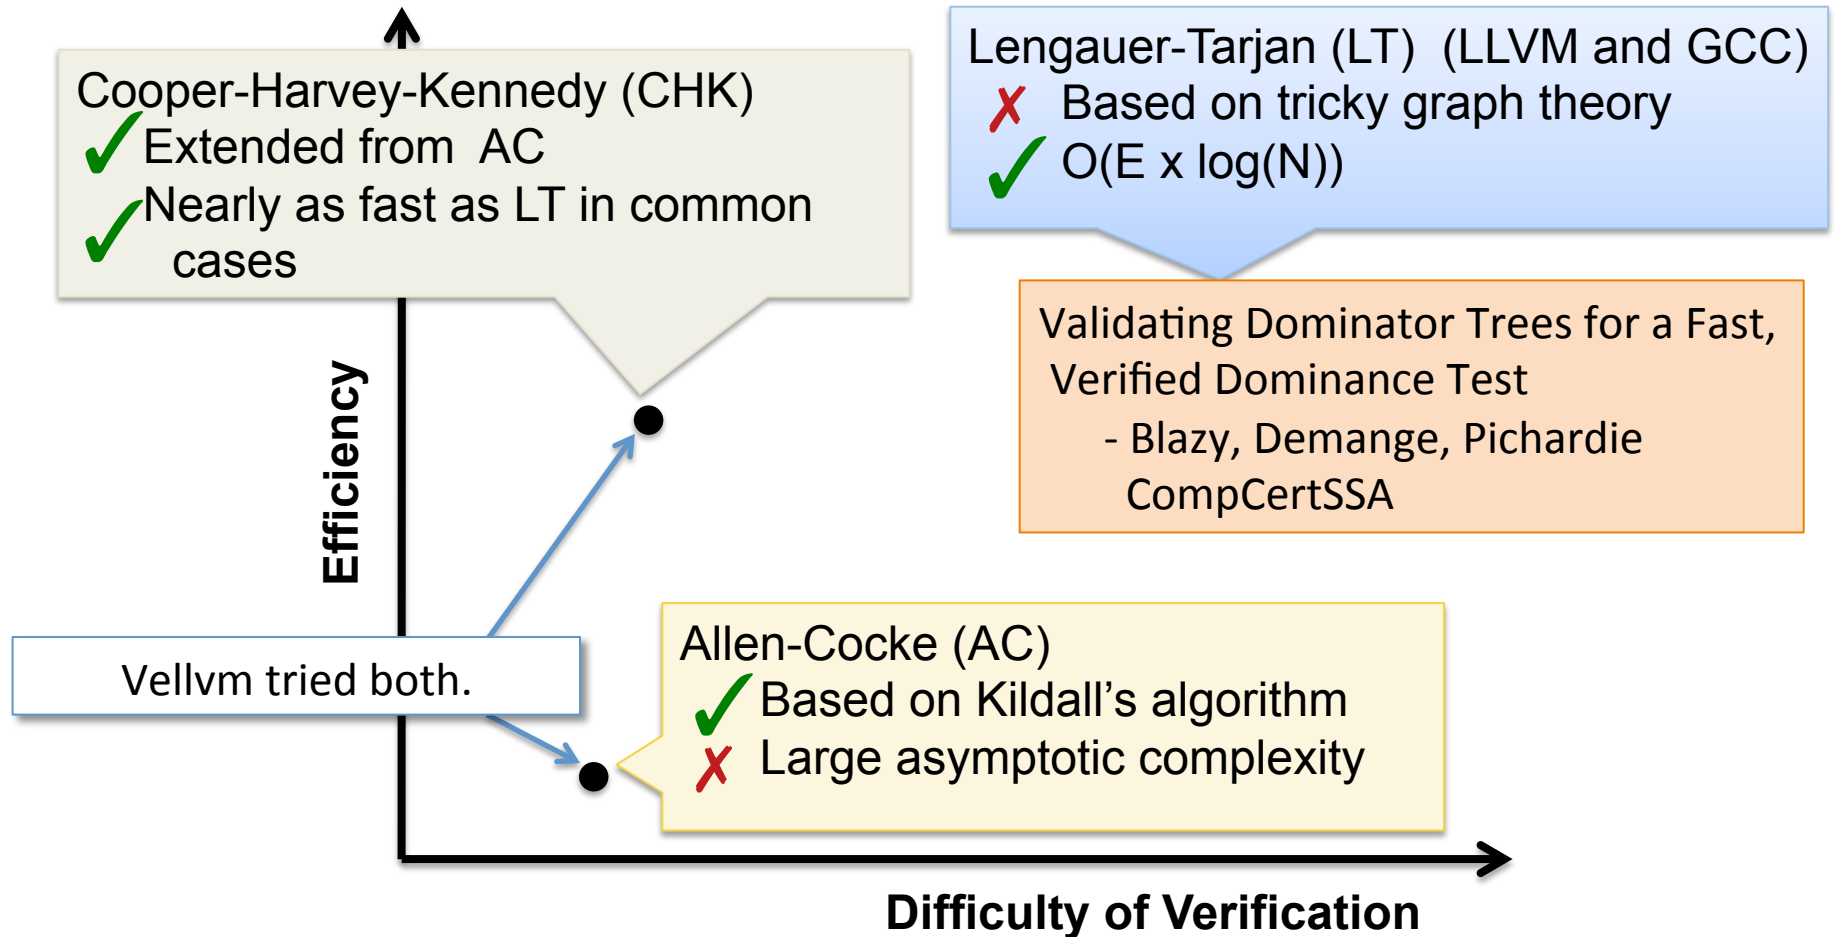 Cooper-Harvey-Kennedy (CHK)
✓ Extended from AC
✓ Nearly as fast as LT in common
cases
Lengauer-Tarjan (LT) (LLVM and GCC)
✗ Based on tricky graph theory
✓ O(E x log(N))
Validating Dominator Trees for a Fast,
Verified Dominance Test
- Blazy, Demange, Pichardie
CompCertSSA
Efficiency
Vellvm tried both.
Allen-Cocke (AC)
✓ Based on Kildall’s algorithm
✗ Large asymptotic complexity
Difficulty of Verification